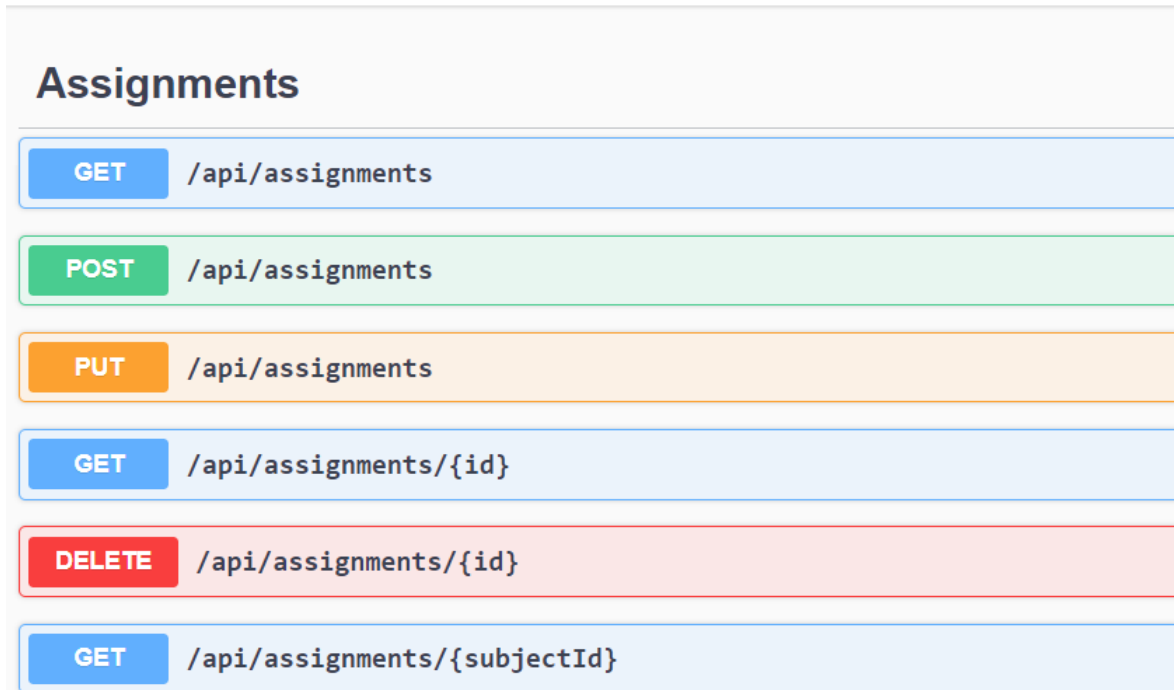 Assignments
GET /api/assignments
POST /api/assignments
PUT /api/assignments
GET /api/assignments/{id}
DELETE /api/assignments/{id}
GET /api/assignments/{subjectId}